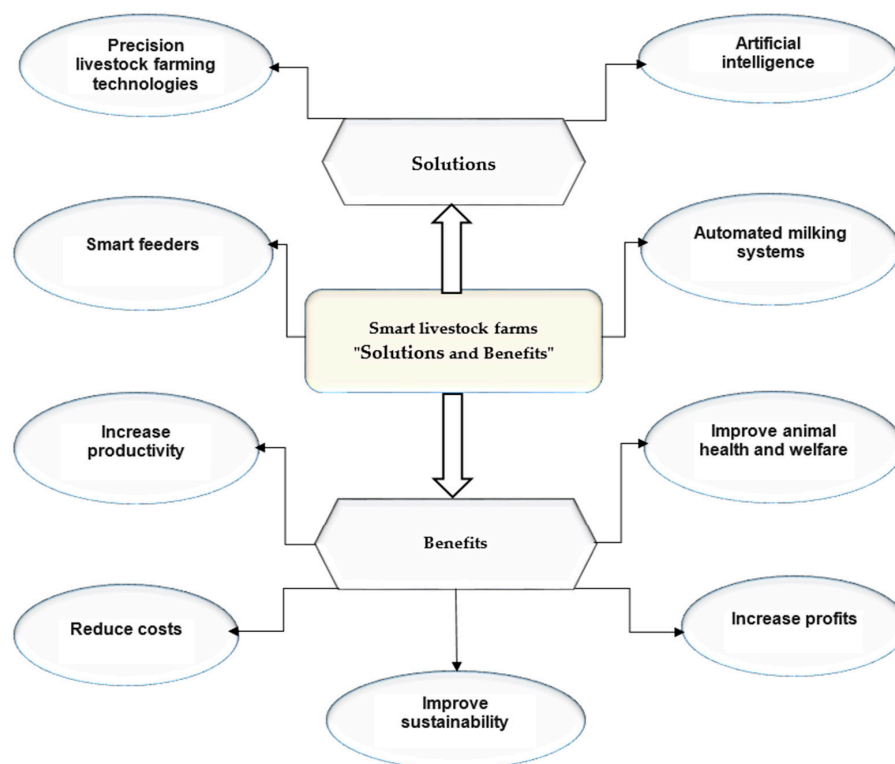 Precision
livestock farming
technologies
Artificial
intelligence
Solutions
Smart feeders
Automated milking
systems
Smart livestock farms
"Solutions and Benefits"
Increase
productivity
Improve animal
health and welfare
Benefits
Reduce costs
Increase profits
Improve
sustainability